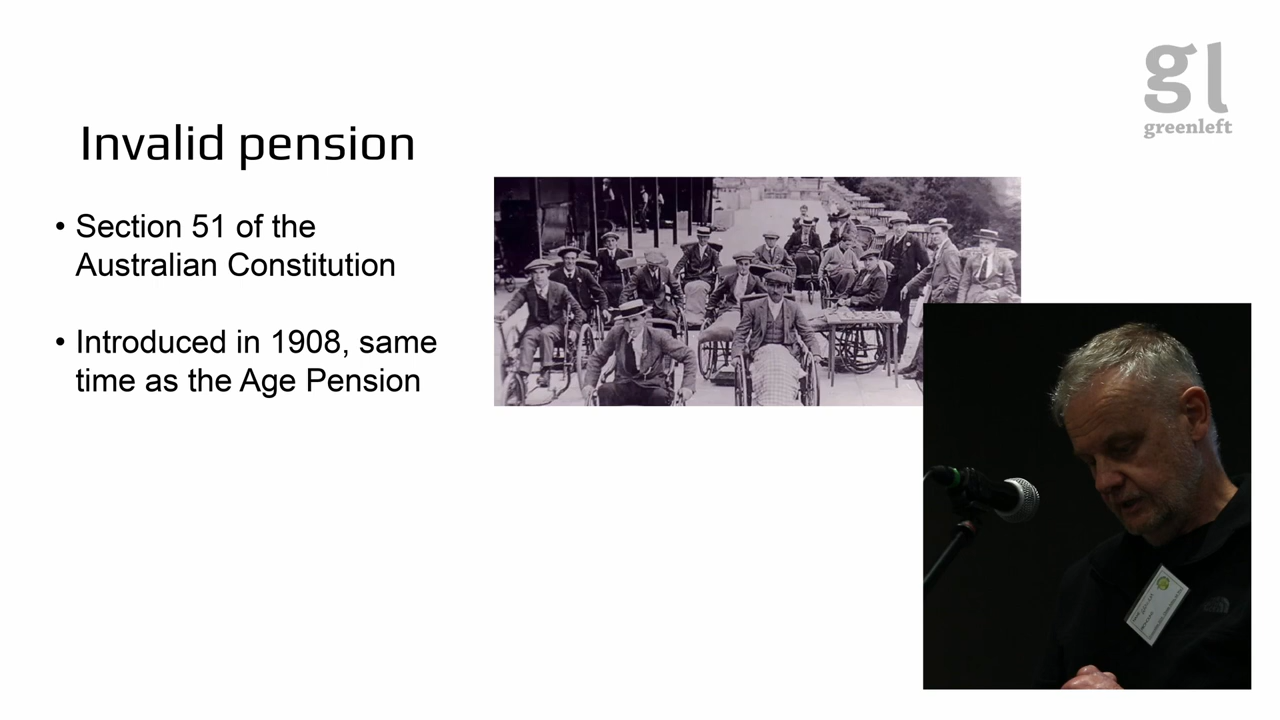 gl
greenleft
Invalid pension
• Section 51 of the
Australian Constitution
• Introduced in 1908, same
time as the Age Pension